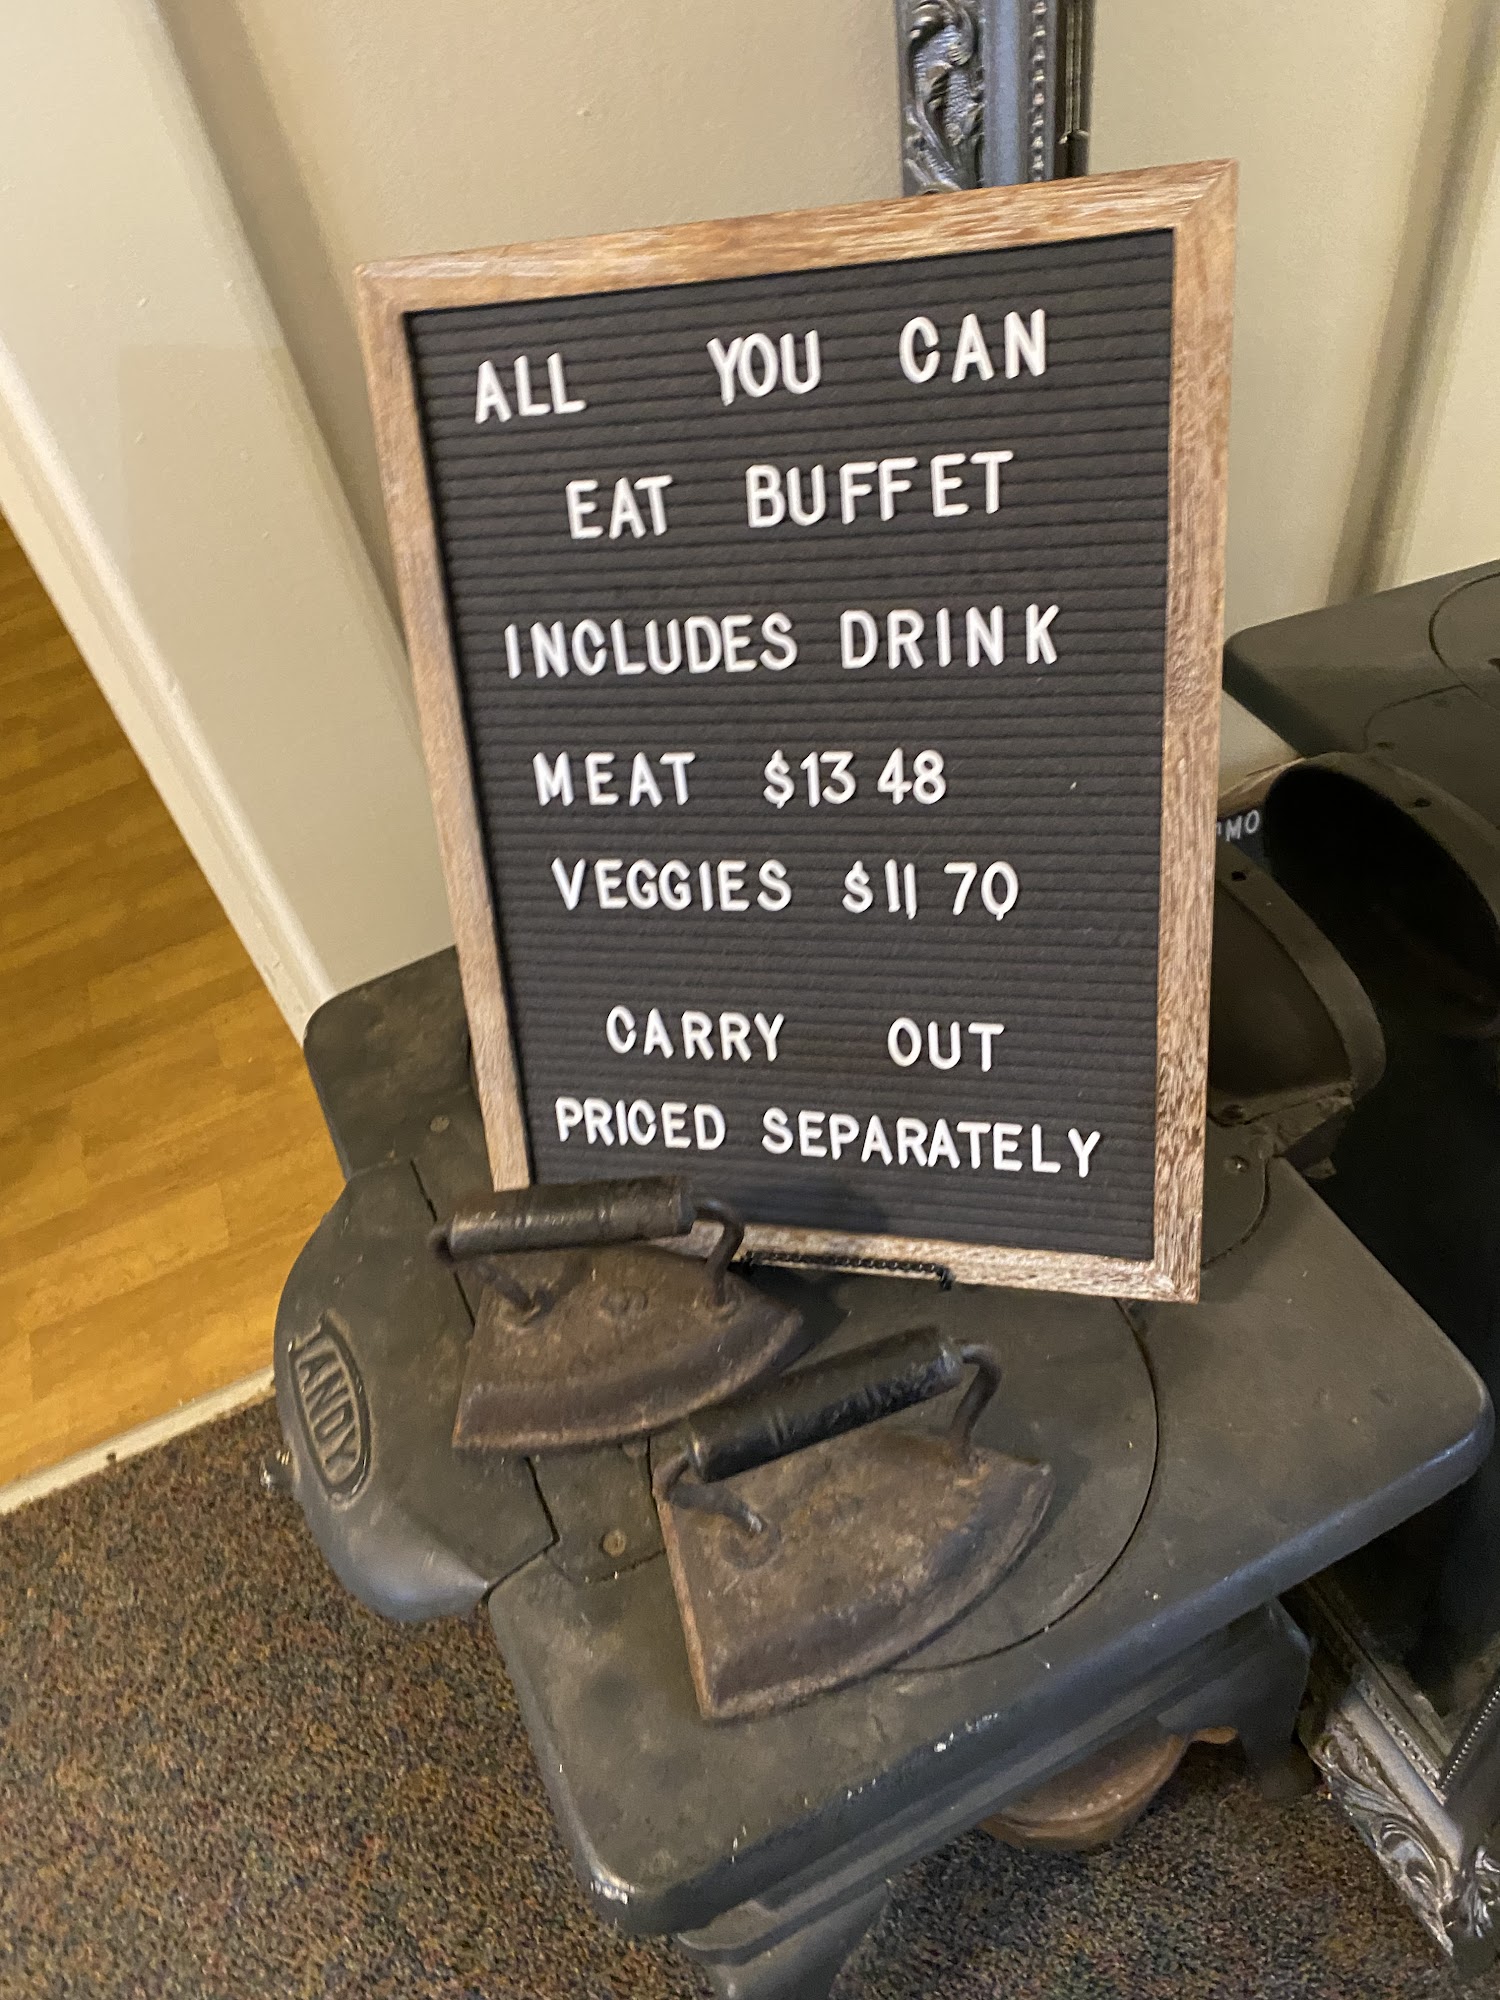 ALL YOU CAN
EAT BUFFET
INCLUDES DRINK
MEAT $13 48
VEGGIES $11 70
CARRY OUT
PRICED SEPARATELY